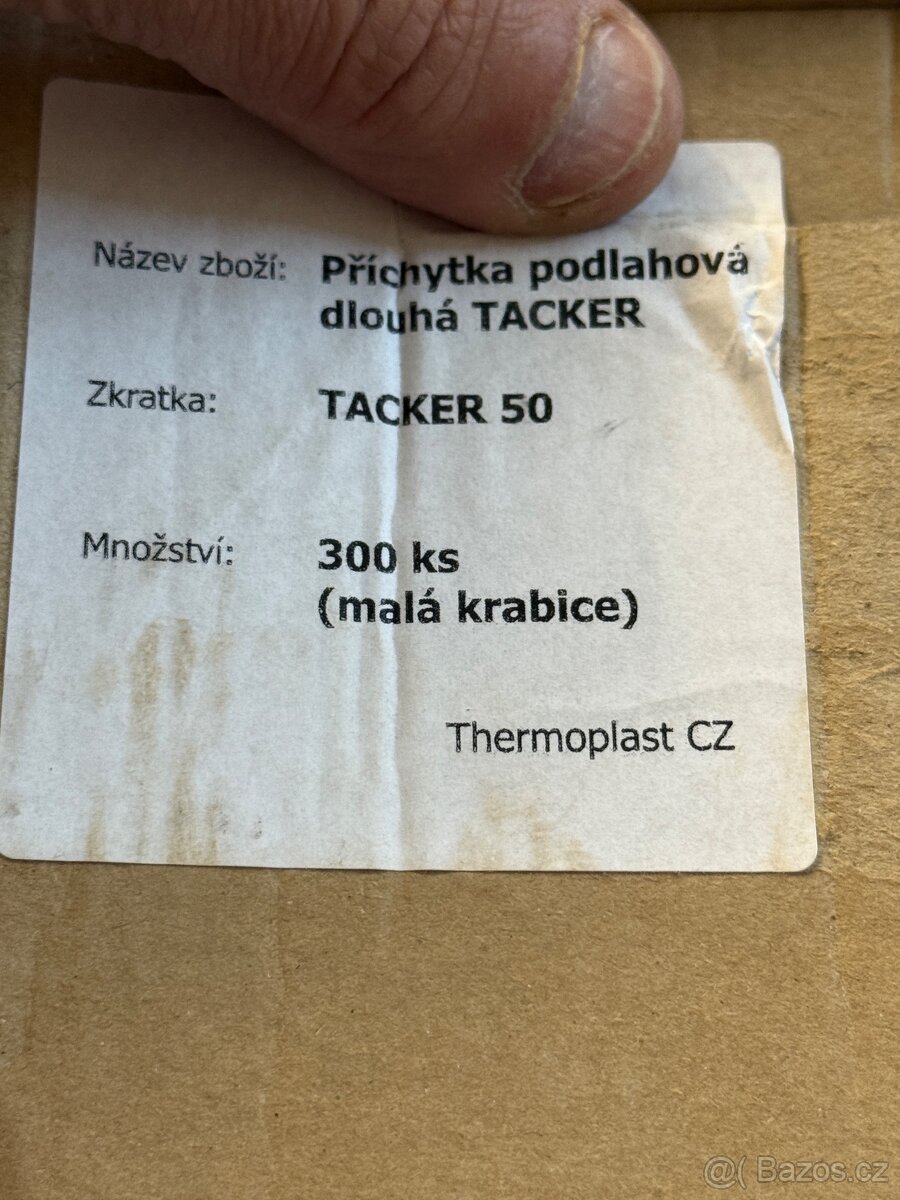 Název zboží: Příchytka podlahová
dlouhá TACKER
Zkratka: TACKER 50
Množství: 300 ks
(malá krabice)
Thermoplast CZ
@( Bazos.cz